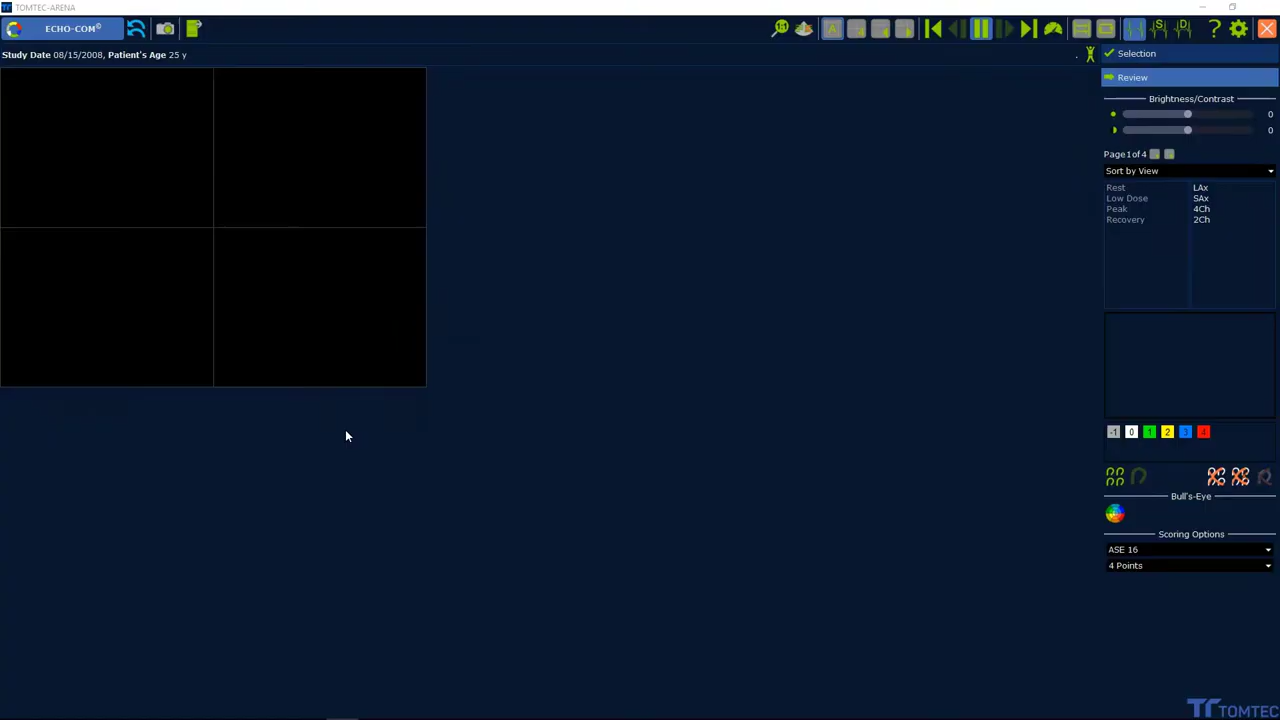 TOMTEC-ARENA
ECHO-COM©
Study Date 08/15/2008, Patient's Age 25 y
Selection
Review
Brightness/Contrast
0
0
Page 1 of 4
Sort by View
Rest LAx
Low Dose SAx
Peak 4Ch
Recovery 2Ch
-1 0 1 2 3 4
Bull's-Eye
Scoring Options
ASE 16
4 Points
TOMTEC